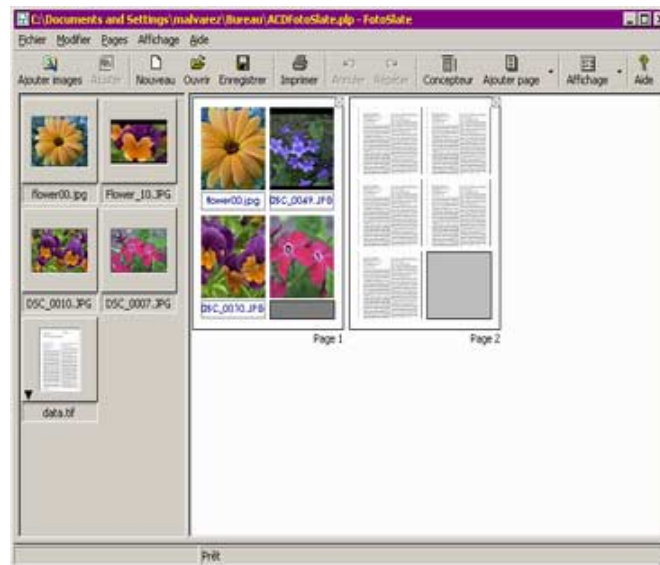 C:\Documents and Settings\malvarez\Bureau\ACDFotoSlate.plp - FotoSlate
Fichier Modifier Pages Affichage Aide
Ajouter images Ajouter Nouveau Ouvrir Enregistrer Imprimer Annuler Répéter Concepteur Ajouter page Affichage Aide
flower00.jpg Flower_10.JPG
flower00.jpg DSC_0049.JPG
DSC_0010.JPG DSC_0007.JPG
DSC_0010.JPG
Page 1 Page 2
data.tif
Prêt